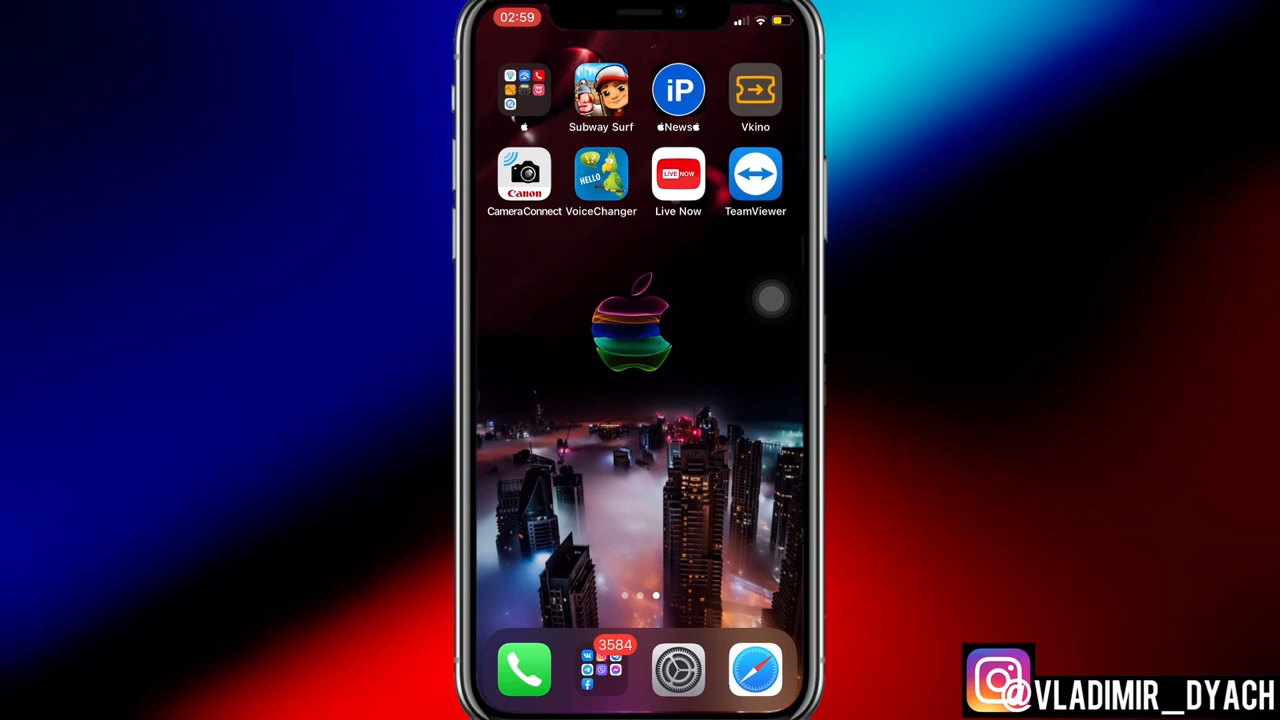 02:59
iP
Subway Surf
News
Vkino
Canon
HELLO
LIVE NOW
CameraConnect
VoiceChanger
Live Now
TeamViewer
3584
@VLADIMIR_DYACH